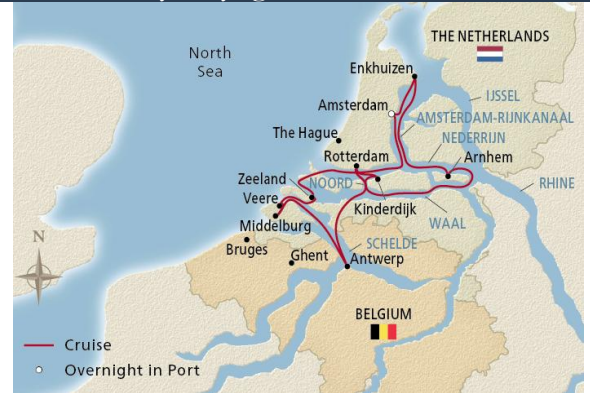 THE NETHERLANDS
North
Sea
Enkhuizen
IJSSEL
Amsterdam
AMSTERDAM-RIJNKANAAL
The Hague
NEDERRIJN
Rotterdam
Arnhem
Zeeland
NOORD
RHINE
Veere
Kinderdijk
WAAL
Middelburg
N
Bruges
SCHELDE
Ghent
Antwerp
BELGIUM
Cruise
Overnight in Port